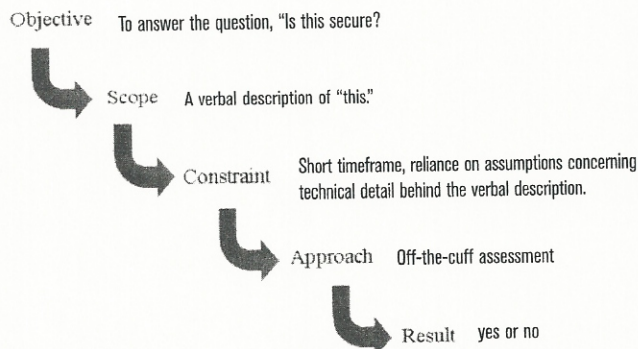 Objective To answer the question, “Is this secure?
Scope A verbal description of “this.”
Constraint Short timeframe, reliance on assumptions concerning
technical detail behind the verbal description.
Approach Off-the-cuff assessment
Result yes or no